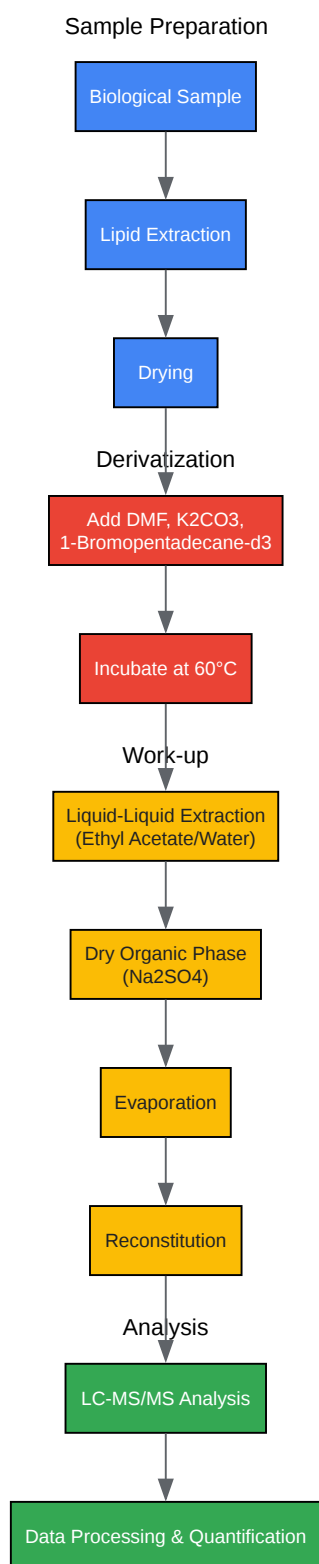 Sample Preparation
Biological Sample
Lipid Extraction
Drying
Derivatization
Add DMF, K2CO3,
1-Bromopentadecane-d3
Incubate at 60°C
Work-up
Liquid-Liquid Extraction
(Ethyl Acetate/Water)
Dry Organic Phase
(Na2SO4)
Evaporation
Reconstitution
Analysis
LC-MS/MS Analysis
Data Processing & Quantification